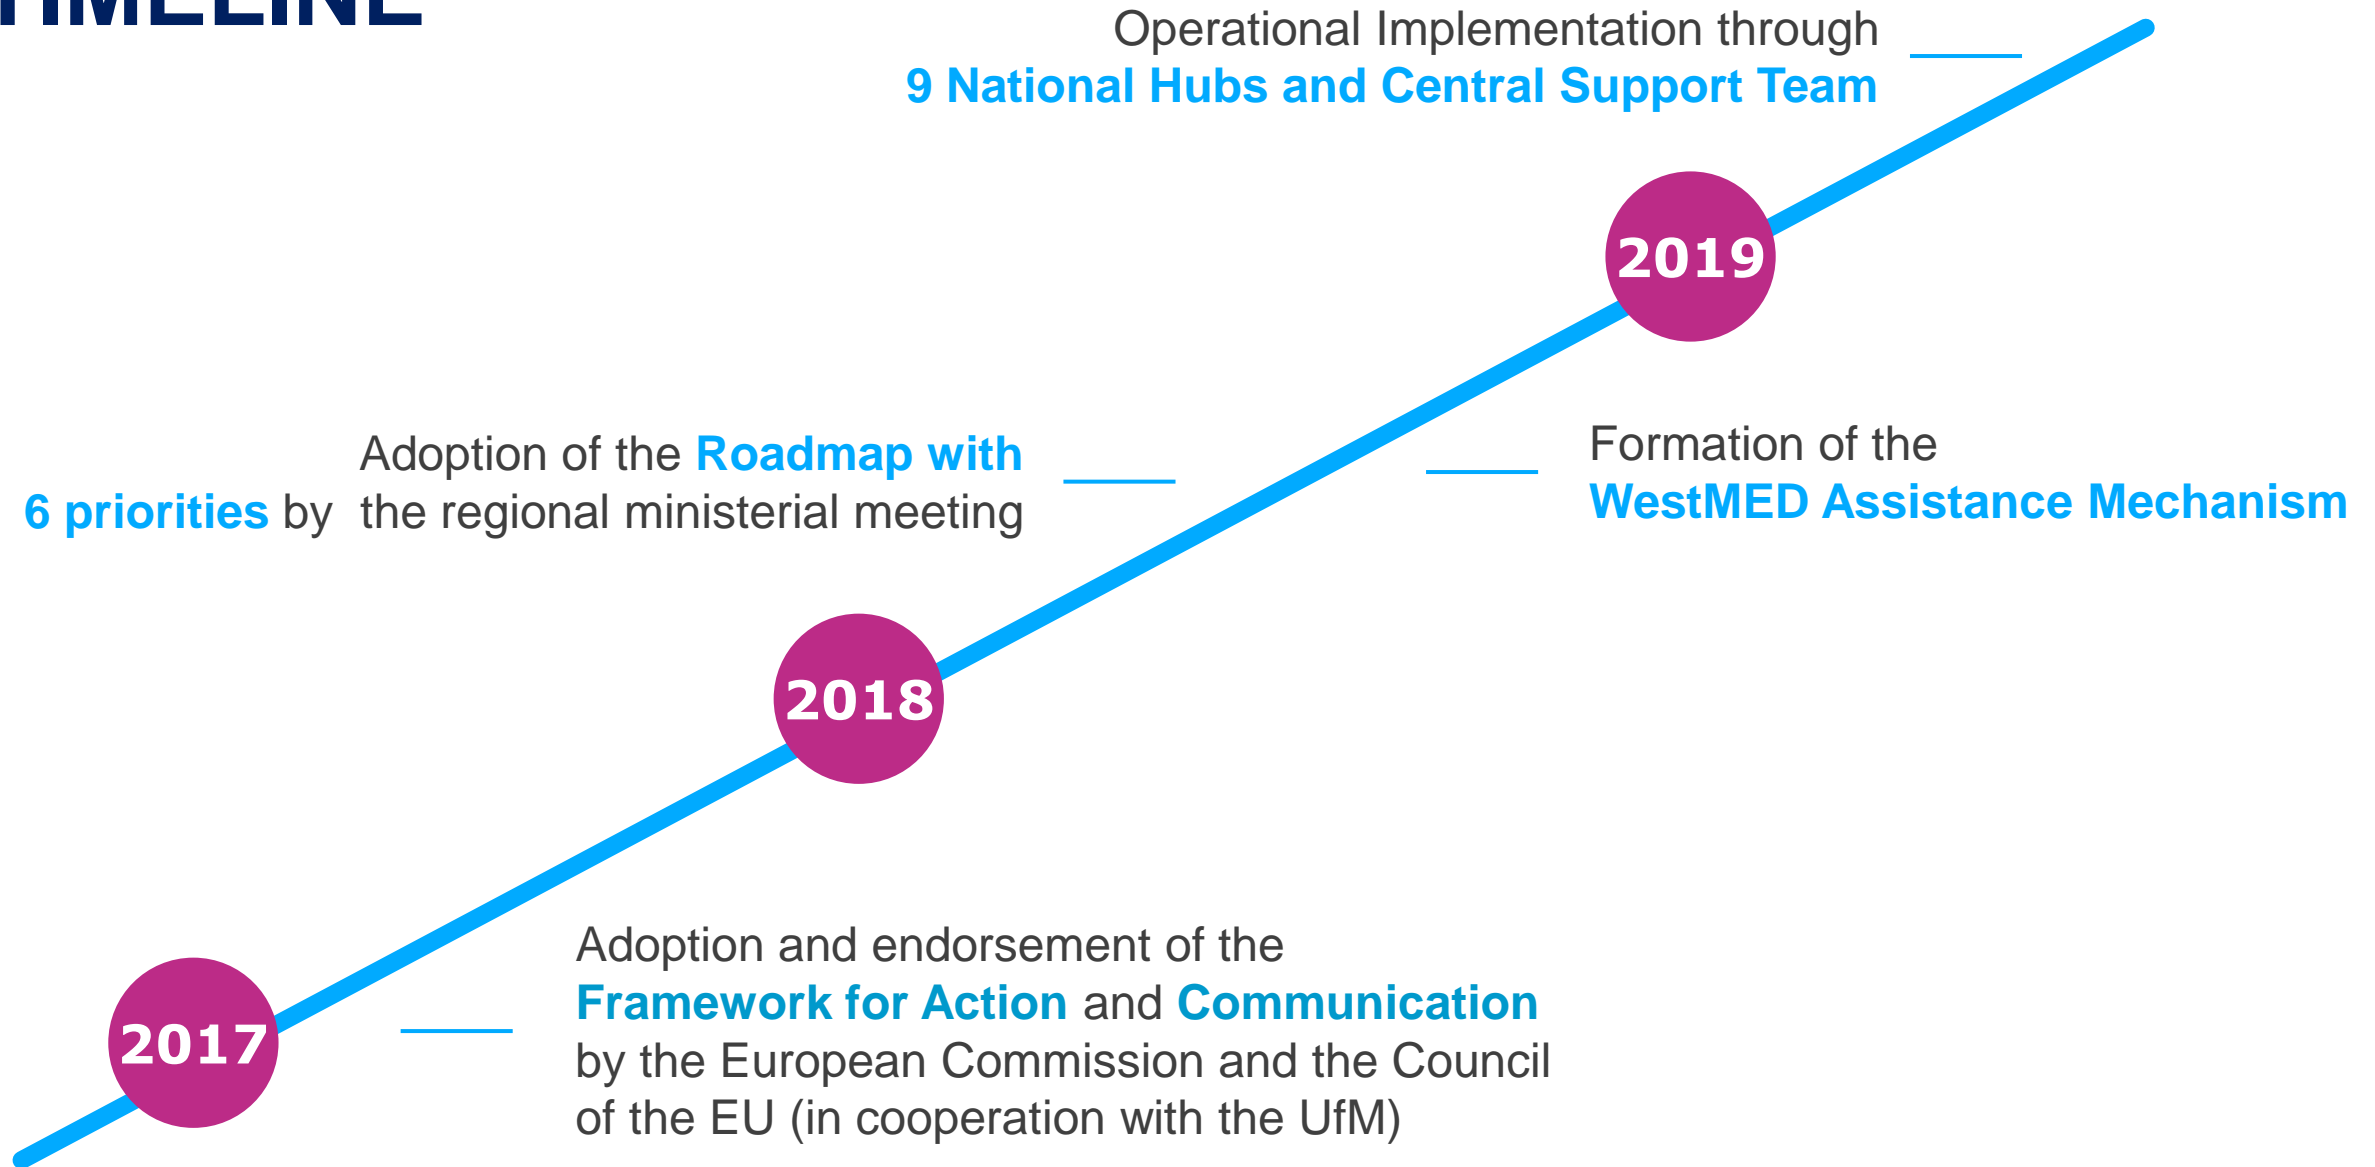 TIMELINE
Operational Implementation through
9 National Hubs and Central Support Team
2019
Adoption of the Roadmap with
6 priorities by the regional ministerial meeting
Formation of the
WestMED Assistance Mechanism
2018
Adoption and endorsement of the
Framework for Action and Communication
by the European Commission and the Council
of the EU (in cooperation with the UfM)
2017